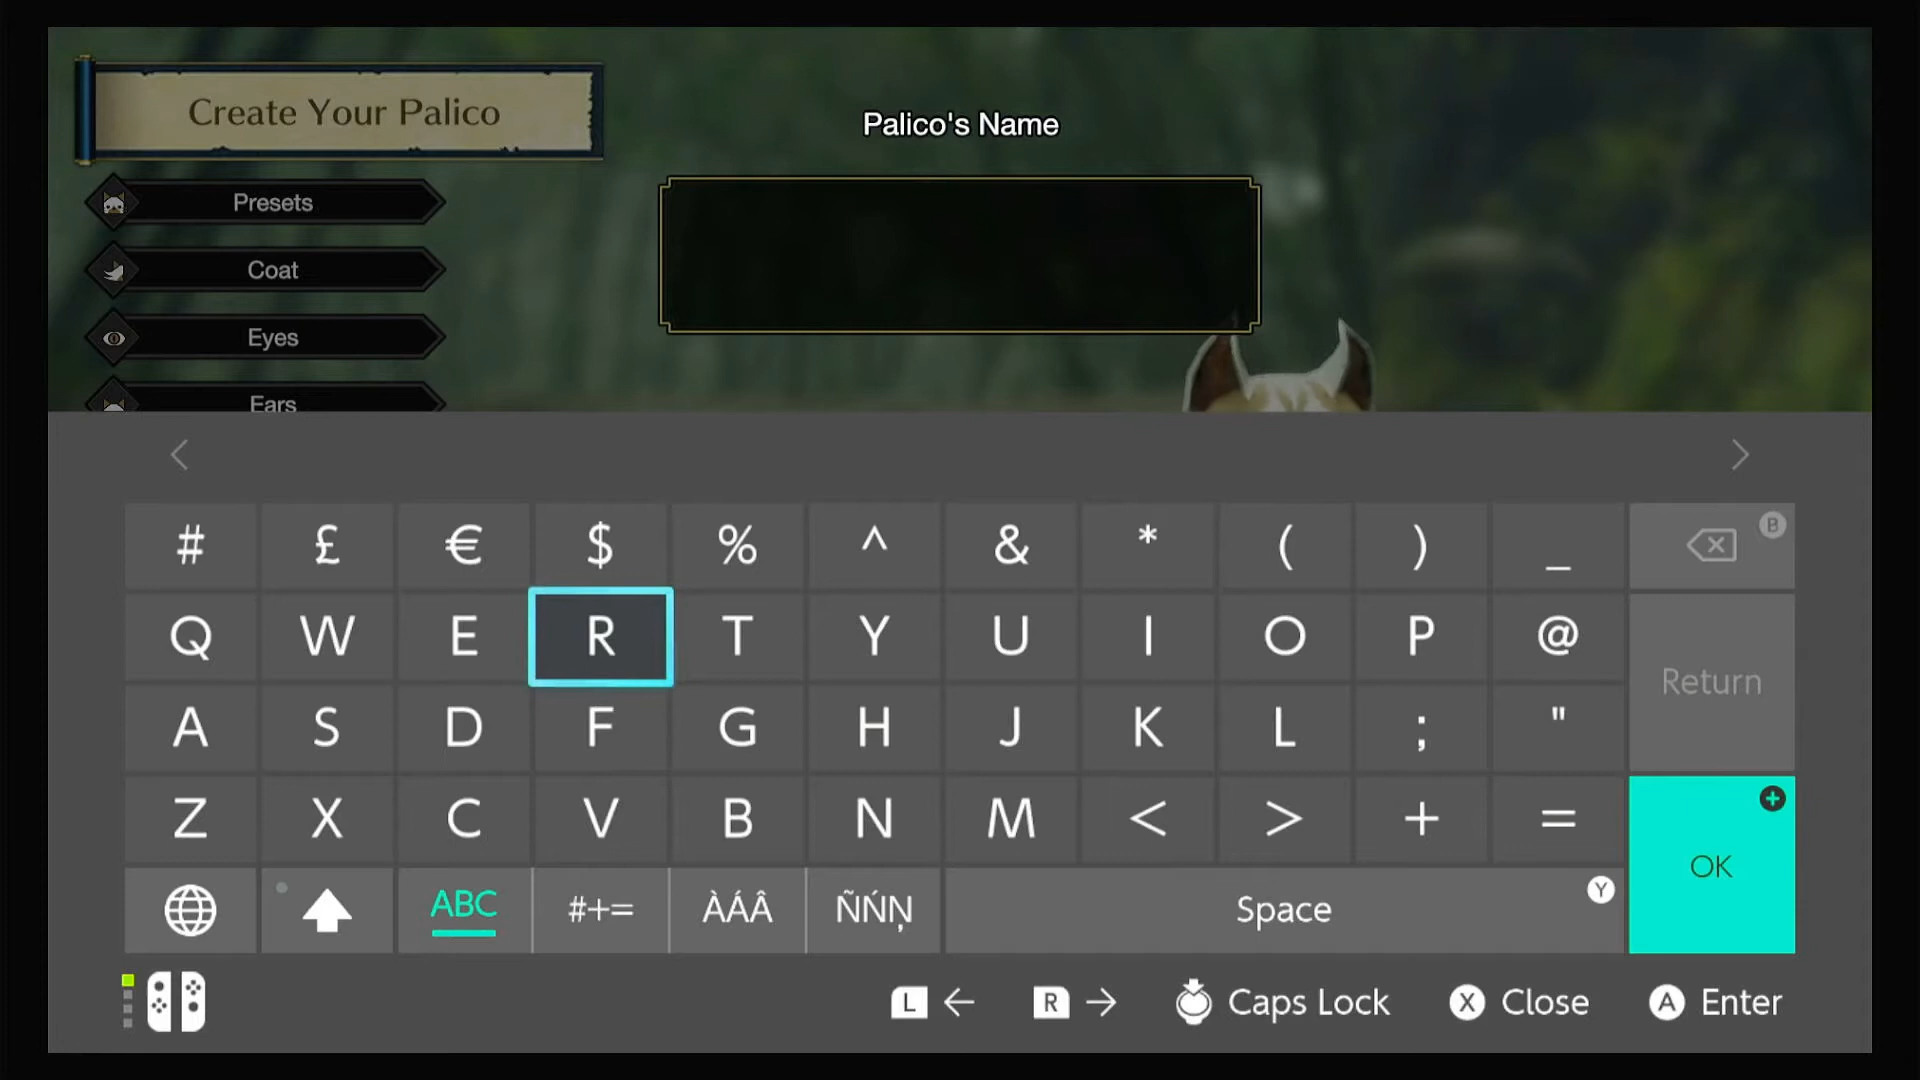 Create Your Palico
Palico's Name
Presets
Coat
Eyes
Ears
< >
# £ € $ % ^ & * ( ) _ B
Q W E R T Y U I O P @
Return
A S D F G H J K L ; "
Z X C V B N M < > + =
OK
ABC #+= ÀÁÂ ÑŃŅ Space Y
L ← R → Caps Lock X Close A Enter